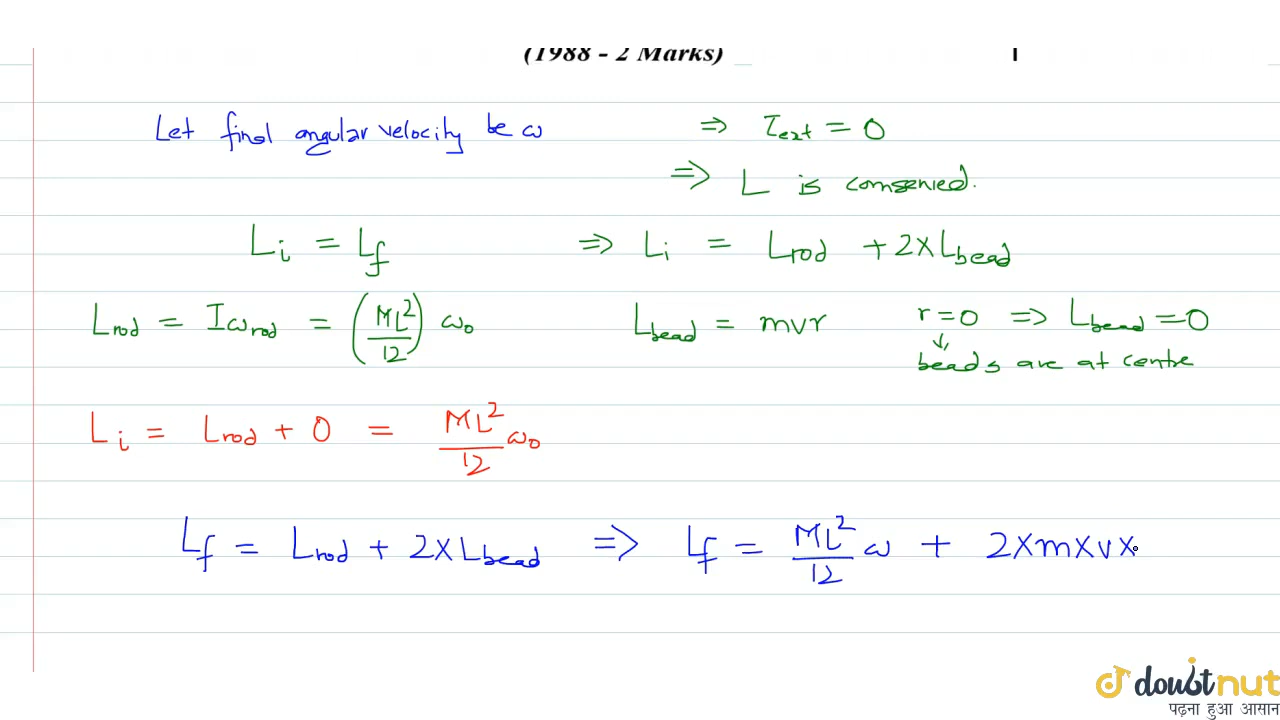 (1988 - 2 Marks)
Let final angular velocity be ω ⇒ τext = 0
⇒ L is conserved.
Li = Lf ⇒ Li = Lrod + 2×Lbead
Lrod = Iωrod = (ML²/12) ω₀ Lbead = mvr r=0 ⇒ Lbead=0
beads are at centre
Li = Lrod + 0 = ML²/12 ω₀
Lf = Lrod + 2×Lbead ⇒ Lf = ML²/12 ω + 2×m×v×
doubtnut
पढ़ना हुआ आसान